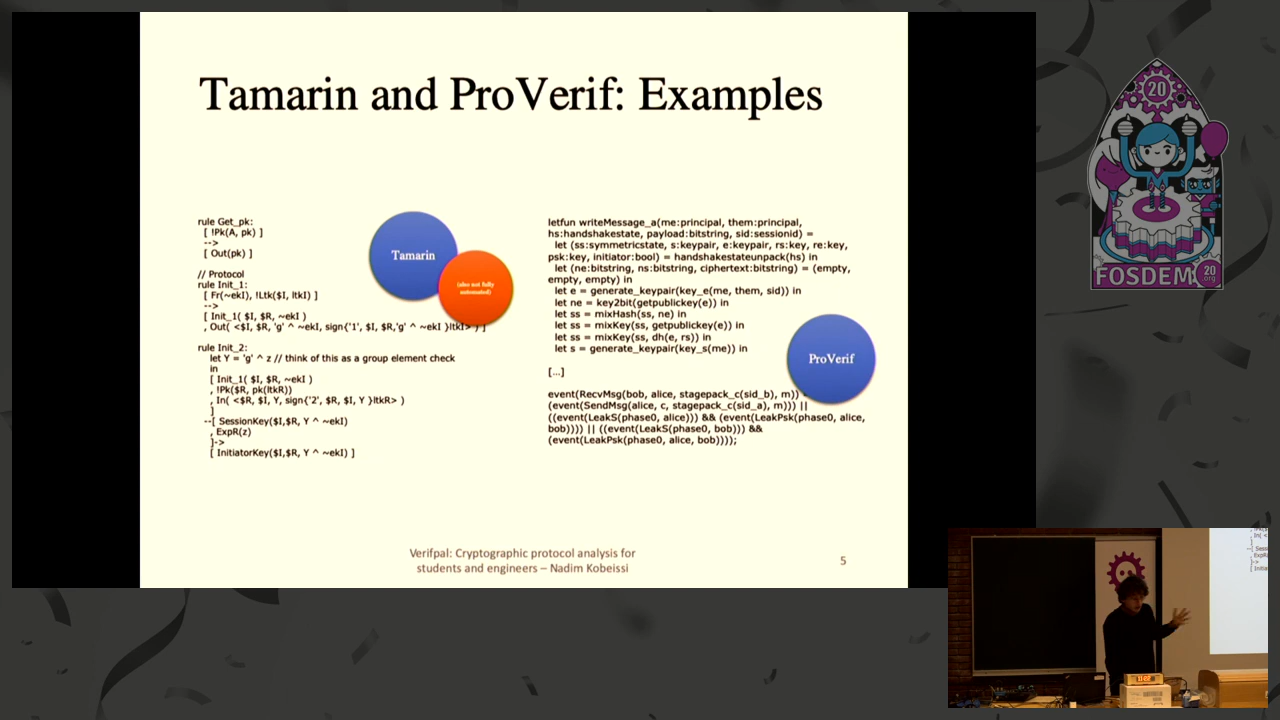 Tamarin and ProVerif: Examples
rule Get_pk:
[ !Pk(A, pk) ]
-->
[ Out(pk) ]
// Protocol
rule Init_1:
[ Fr(~ekI), !Ltk($I, ltkI) ]
-->
[ Init_1( $I, $R, ~ekI )
, Out( <$I, $R, 'g' ^ ~ekI, sign{'1', $I, $R,'g' ^ ~ekI }ltkI> ) ]
rule Init_2:
let Y = 'g' ^ z // think of this as a group element check
in
[ Init_1( $I, $R, ~ekI )
, !Pk($R, pk(ltkR))
, In( <$R, $I, Y, sign{'2', $R, $I, Y }ltkR> )
]
--[ SessionKey($I,$R, Y ^ ~ekI)
, ExpR(z)
]->
[ InitiatorKey($I,$R, Y ^ ~ekI) ]
Tamarin
(also not fully
automated)
letfun writeMessage_a(me:principal, them:principal,
hs:handshakestate, payload:bitstring, sid:sessionid) =
let (ss:symmetricstate, s:keypair, e:keypair, rs:key, re:key,
psk:key, initiator:bool) = handshakestateunpack(hs) in
let (ne:bitstring, ns:bitstring, ciphertext:bitstring) = (empty,
empty, empty) in
let e = generate_keypair(key_e(me, them, sid)) in
let ne = key2bit(getpublickey(e)) in
let ss = mixHash(ss, ne) in
let ss = mixKey(ss, getpublickey(e)) in
let ss = mixKey(ss, dh(e, rs)) in
let s = generate_keypair(key_s(me)) in
[...]
event(RecvMsg(bob, alice, stagepack_c(sid_b), m))
(event(SendMsg(alice, c, stagepack_c(sid_a), m))) ||
((event(LeakS(phase0, alice))) && (event(LeakPsk(phase0, alice,
bob)))) || ((event(LeakS(phase0, bob))) &&
(event(LeakPsk(phase0, alice, bob))));
ProVerif
Verifpal: Cryptographic protocol analysis for
students and engineers – Nadim Kobeissi
5
20
FOSDEM
20
.org